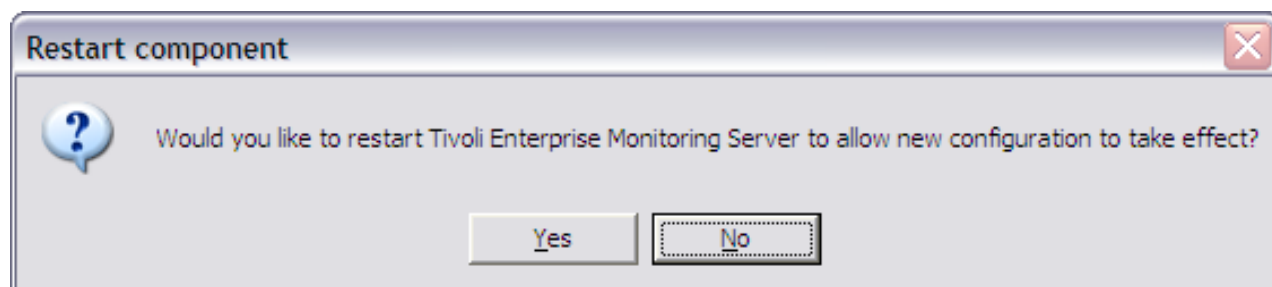 Restart component
Would you like to restart Tivoli Enterprise Monitoring Server to allow new configuration to take effect?
Yes
No